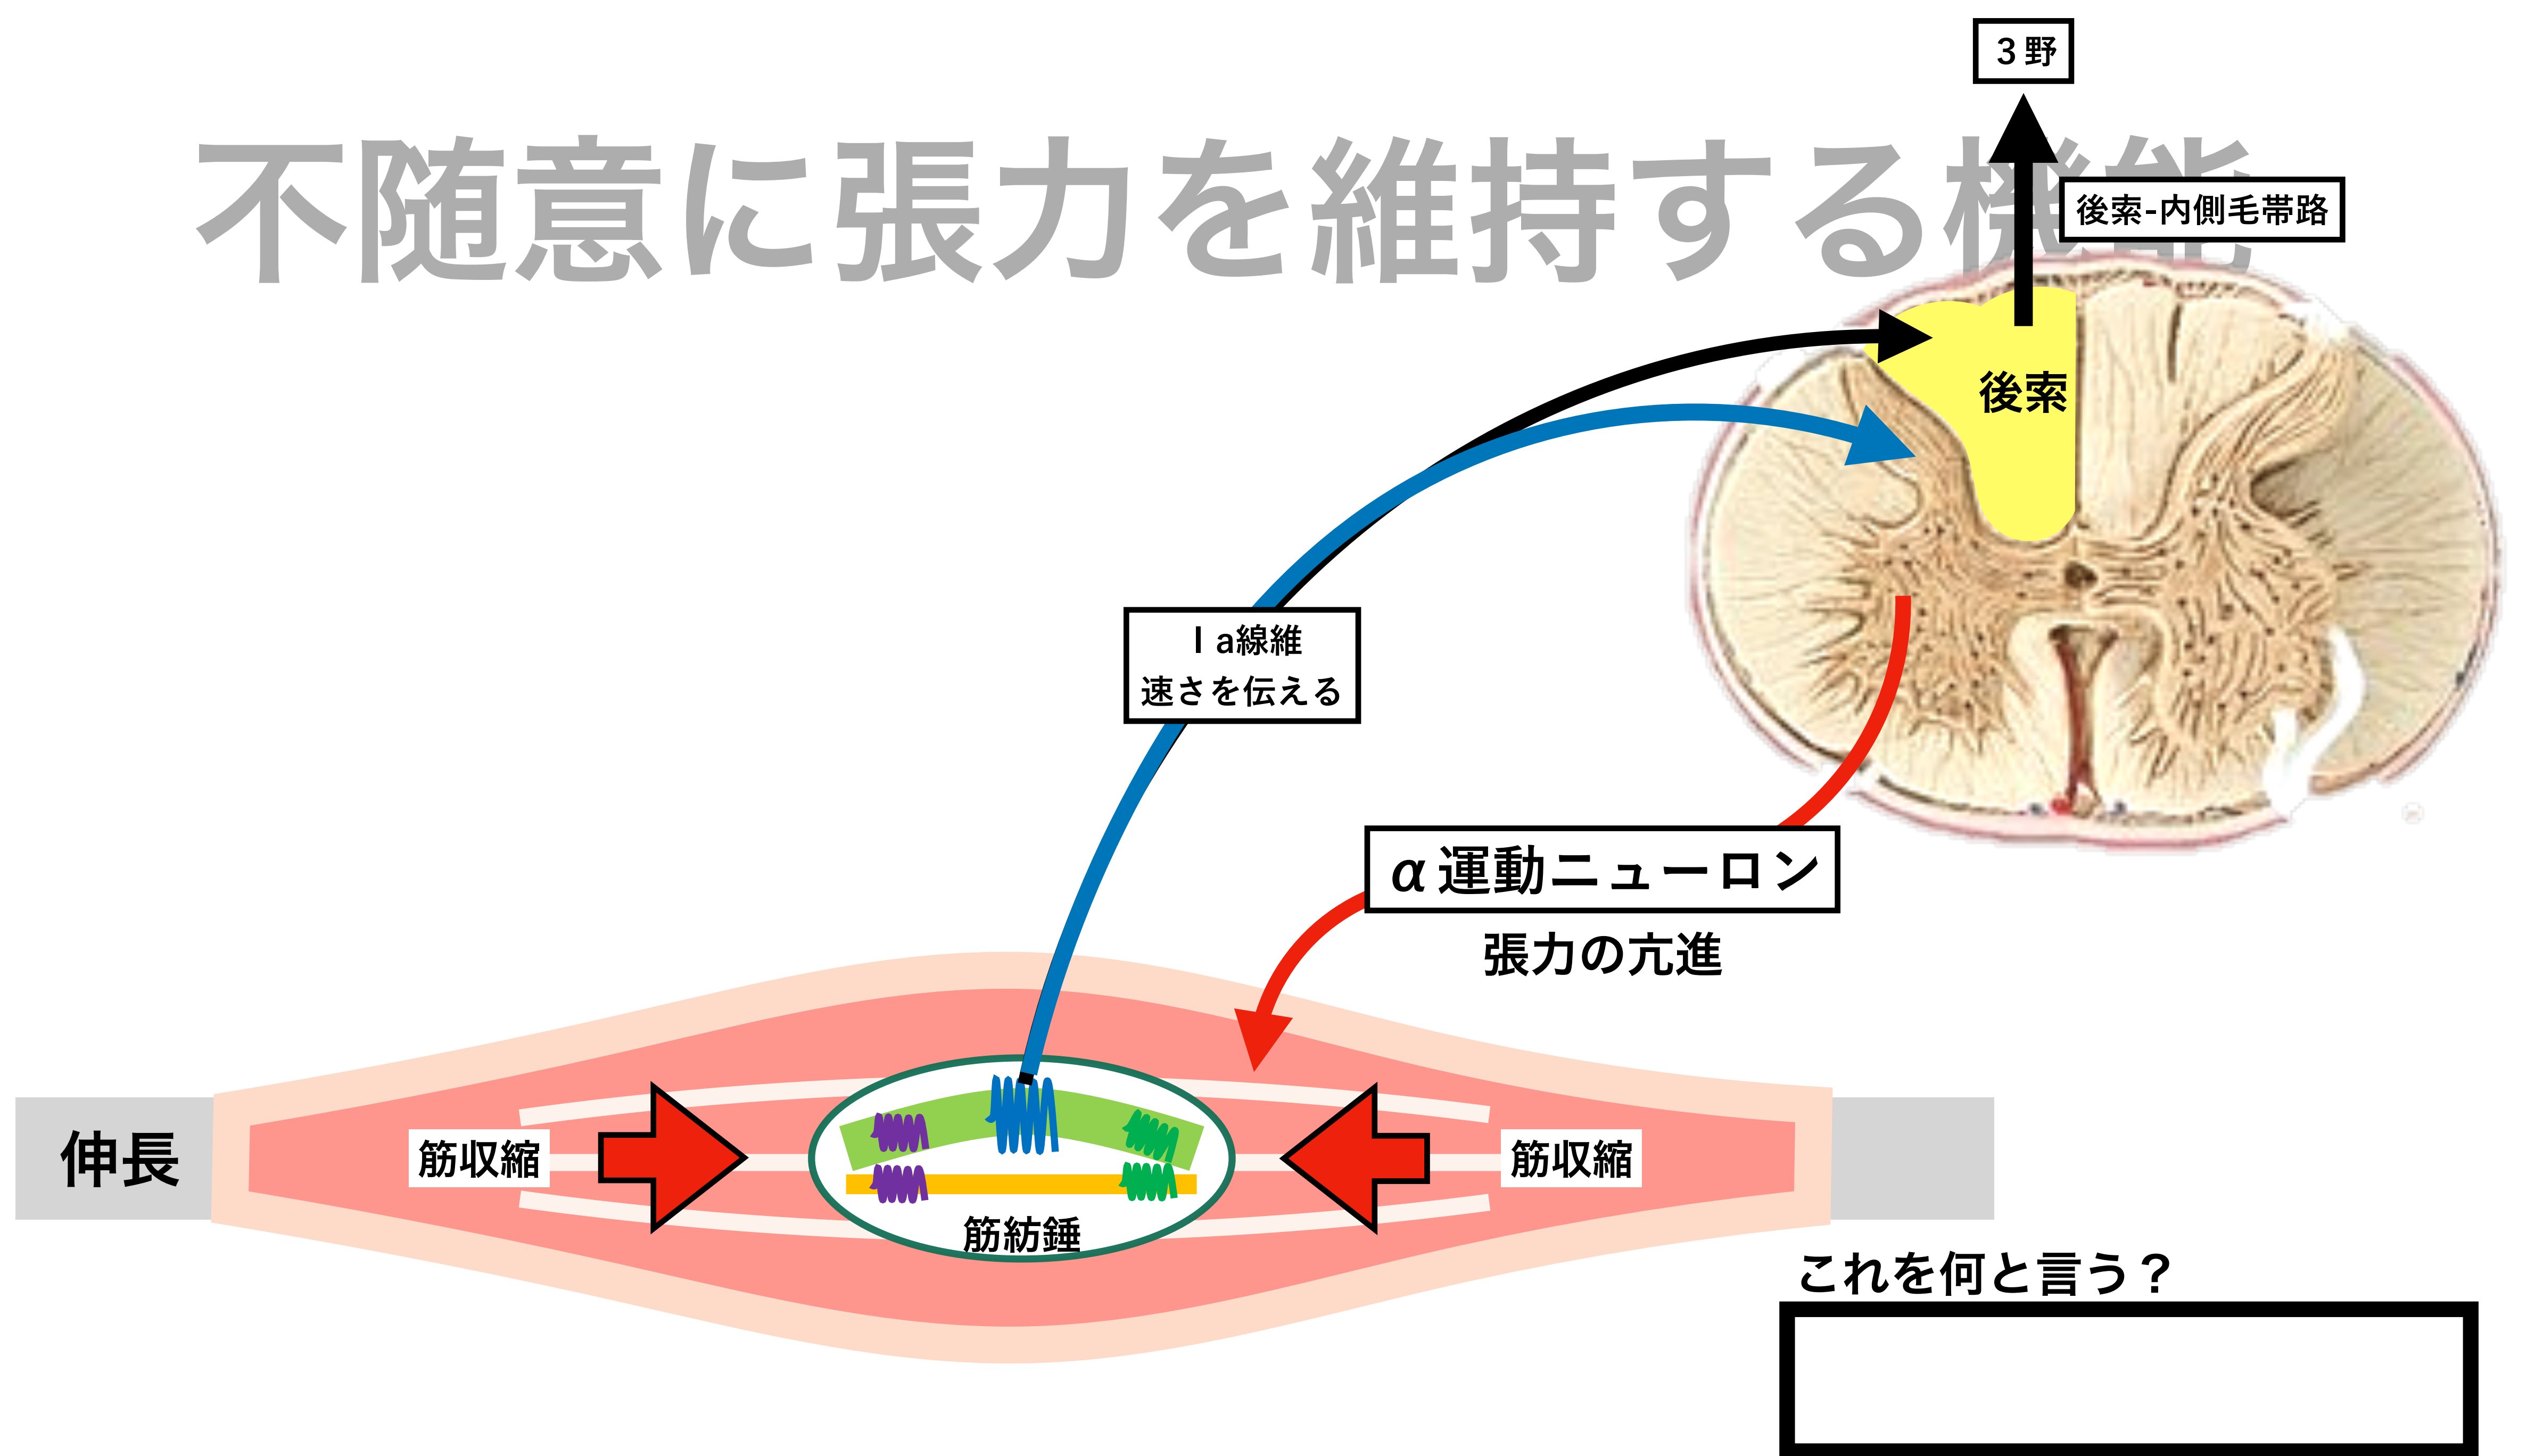 ３野
不随意に張力を維持する機能
後索-内側毛帯路
後索
Ⅰa線維
速さを伝える
α運動ニューロン
張力の亢進
伸長
筋収縮
筋収縮
筋紡錘
これを何と言う？